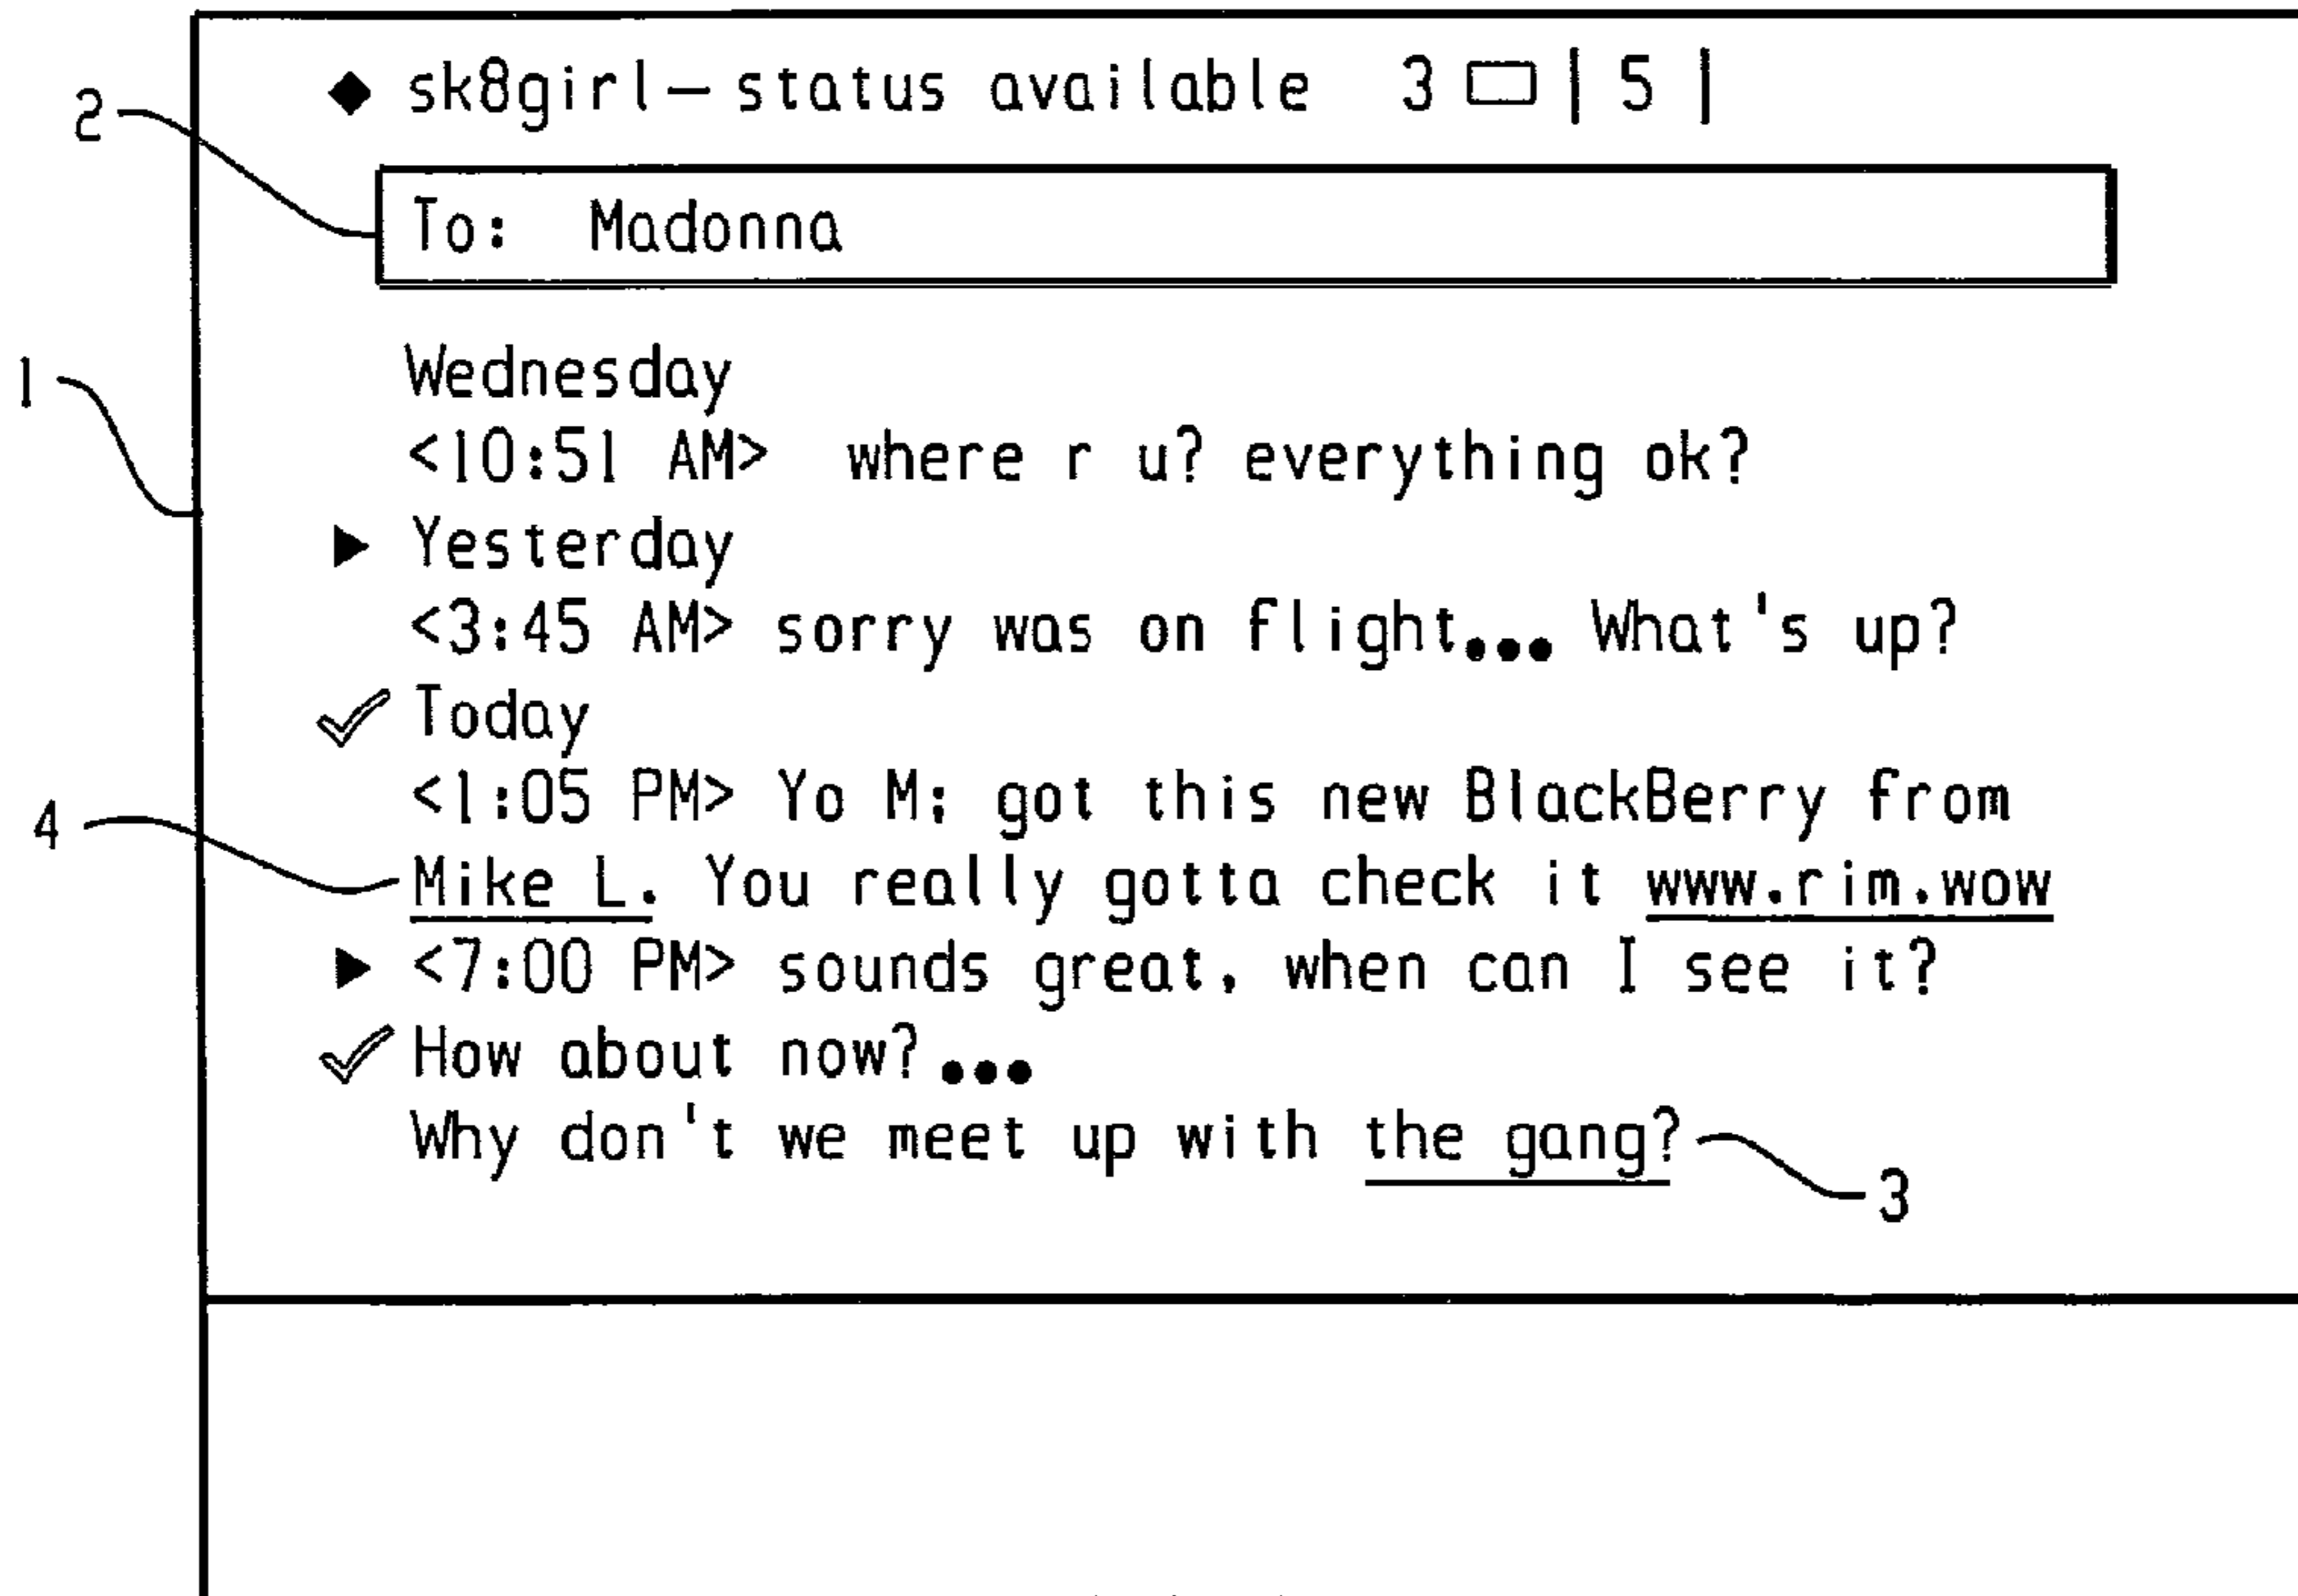 ◆ sk8girl— status available 3 ▭ | 5 |
2
To: Madonna
Wednesday
1
<10:51 AM> where r u? everything ok?
▶ Yesterday
<3:45 AM> sorry was on flight... What's up?
✓ Today
<1:05 PM> Yo M; got this new BlackBerry from
4
Mike L. You really gotta check it www.rim.wow
▶ <7:00 PM> sounds great, when can I see it?
✓ How about now?...
Why don't we meet up with the gang?
3